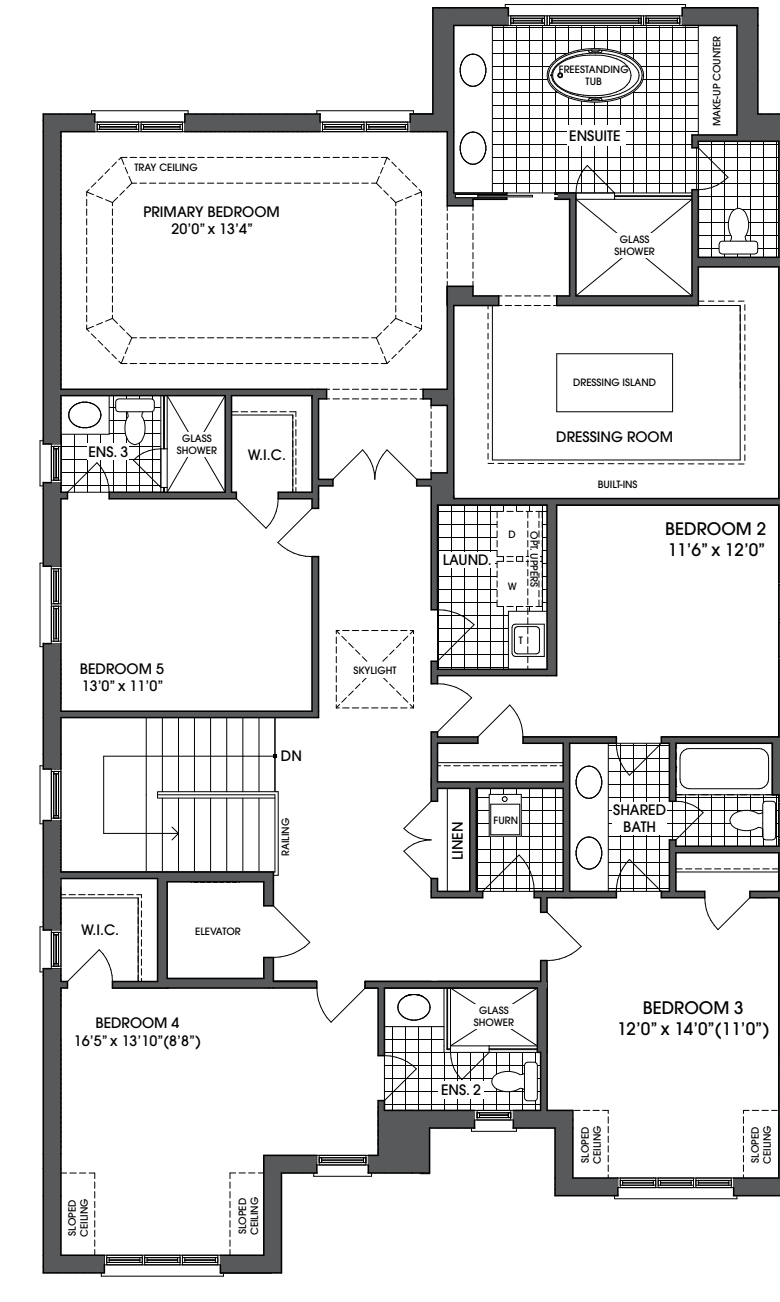 MAKE-UP COUNTER
FREESTANDING
TUB
ENSUITE
TRAY CEILING
PRIMARY BEDROOM
20'0" x 13'4"
GLASS
SHOWER
DRESSING ISLAND
DRESSING ROOM
BUILT-INS
ENS. 3
GLASS
SHOWER
W.I.C.
BEDROOM 2
11'6" x 12'0"
LAUND.
D
W
OPT. UPPERS
T
BEDROOM 5
13'0" x 11'0"
SKYLIGHT
DN
RAILING
LINEN
FURN
SHARED
BATH
W.I.C.
ELEVATOR
BEDROOM 4
16'5" x 13'10"(8'8")
GLASS
SHOWER
ENS. 2
BEDROOM 3
12'0" x 14'0"(11'0")
SLOPED
CEILING
SLOPED
CEILING
SLOPED
CEILING
SLOPED
CEILING